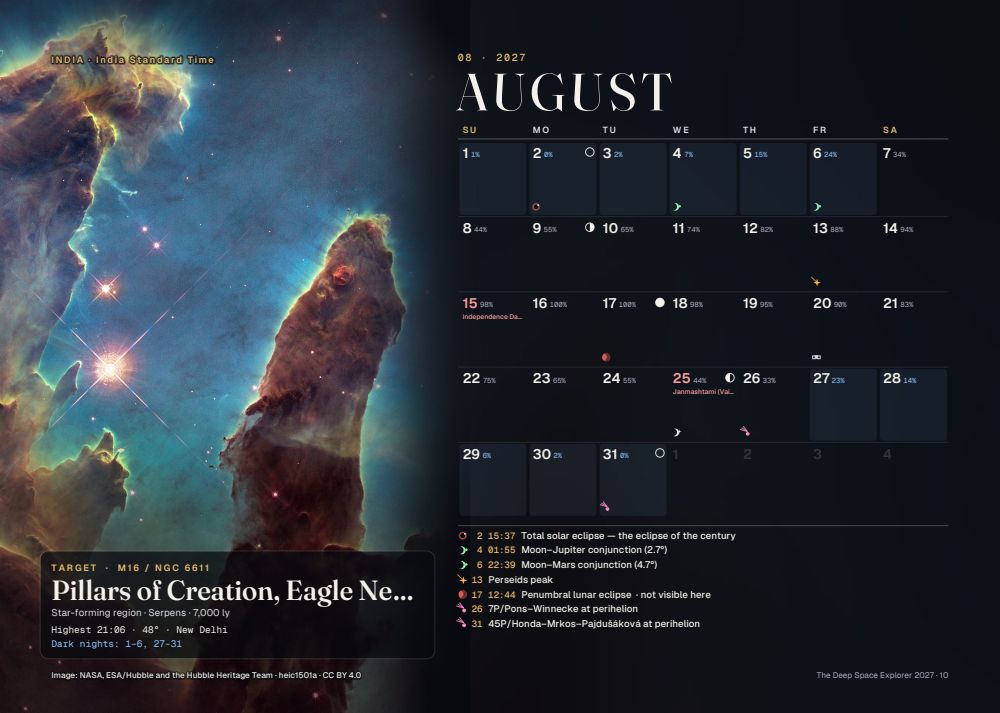 INDIA · India Standard Time
08 · 2027
AUGUST
SU MO TU WE TH FR SA
1 1% 2 0% 3 2% 4 7% 5 15% 6 24% 7 34%
8 44% 9 55% 10 65% 11 74% 12 82% 13 88% 14 94%
15 98% 16 100% 17 100% 18 98% 19 95% 20 90% 21 83%
Independence Da...
22 75% 23 65% 24 55% 25 44% 26 33% 27 23% 28 14%
Janmashtami (Vai...
29 6% 30 2% 31 0% 1 2 3 4
2 15:37 Total solar eclipse — the eclipse of the century
4 01:55 Moon–Jupiter conjunction (2.7°)
6 22:39 Moon–Mars conjunction (4.7°)
13 Perseids peak
17 12:44 Penumbral lunar eclipse · not visible here
26 7P/Pons–Winnecke at perihelion
31 45P/Honda–Mrkos–Pajdušáková at perihelion
TARGET · M16 / NGC 6611
Pillars of Creation, Eagle Ne...
Star-forming region · Serpens · 7,000 ly
Highest 21:06 · 48° · New Delhi
Dark nights: 1–6, 27–31
Image: NASA, ESA/Hubble and the Hubble Heritage Team · heic1501a · CC BY 4.0
The Deep Space Explorer 2027 · 10